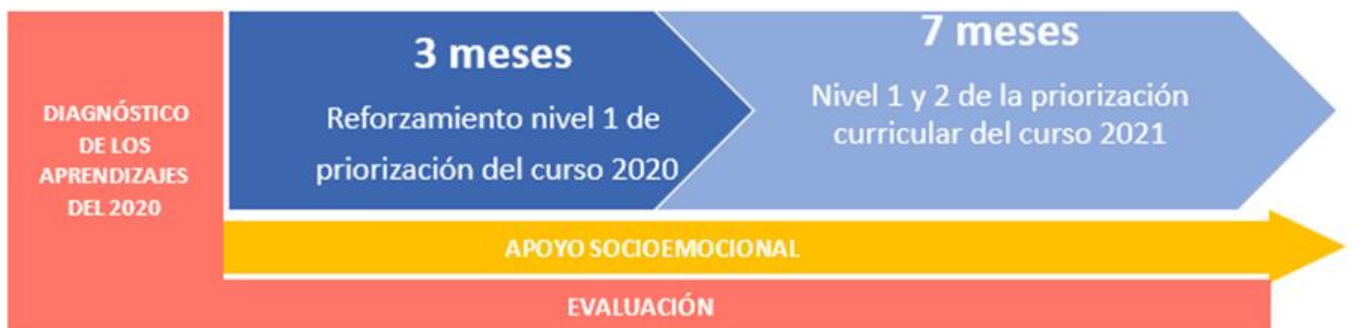 DIAGNÓSTICO
DE LOS
APRENDIZAJES
DEL 2020
3 meses
Reforzamiento nivel 1 de
priorización del curso 2020
7 meses
Nivel 1 y 2 de la priorización
curricular del curso 2021
APOYO SOCIOEMOCIONAL
EVALUACIÓN